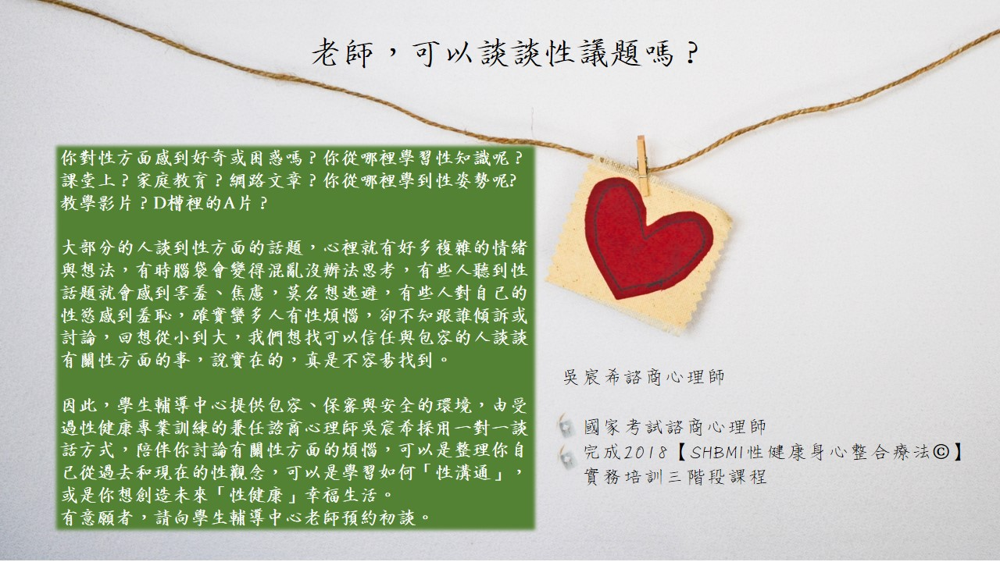 老師，可以談談性議題嗎？
你對性方面感到好奇或困惑嗎？你從哪裡學習性知識呢？
課堂上？家庭教育？網路文章？你從哪裡學到性姿勢呢?
教學影片？D槽裡的A片？
大部分的人談到性方面的話題，心裡就有好多複雜的情緒
與想法，有時腦袋會變得混亂沒辦法思考，有些人聽到性
話題就會感到害羞、焦慮，莫名想逃避，有些人對自己的
性慾感到羞恥，確實蠻多人有性煩惱，卻不知跟誰傾訴或
討論，回想從小到大，我們想找可以信任與包容的人談談
有關性方面的事，說實在的，真是不容易找到。
因此，學生輔導中心提供包容、保密與安全的環境，由受
過性健康專業訓練的兼任諮商心理師吳宸希採用一對一談
話方式，陪伴你討論有關性方面的煩惱，可以是整理你自
己從過去和現在的性觀念，可以是學習如何「性溝通」，
或是你想創造未來「性健康」幸福生活。
有意願者，請向學生輔導中心老師預約初談。
吳宸希諮商心理師
國家考試諮商心理師
完成2018【SHBMI性健康身心整合療法©】
實務培訓三階段課程